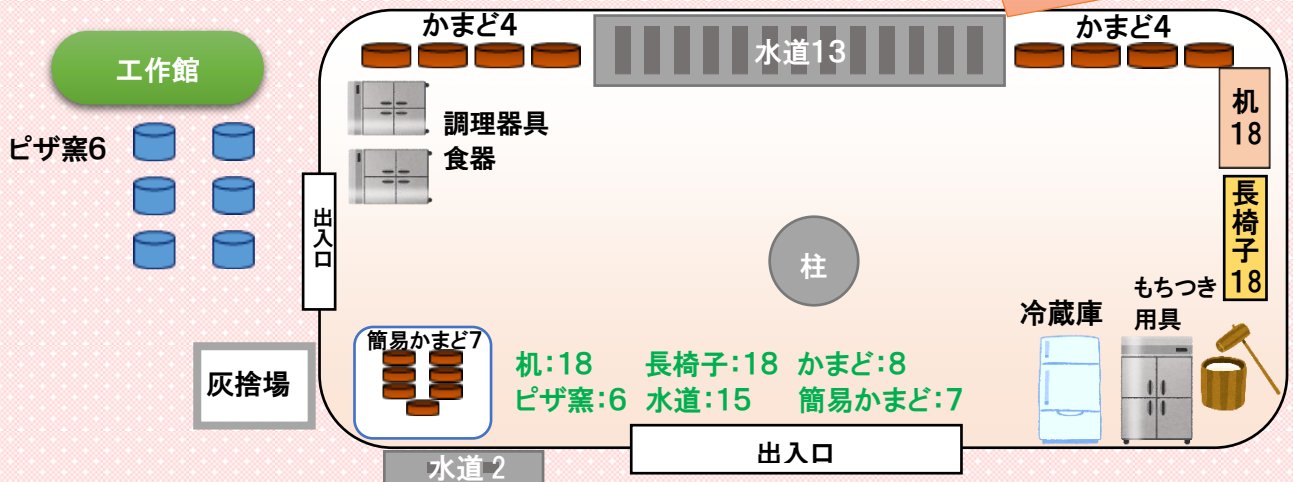 かまど4
水道13
かまど4
工作館
ピザ窯6
調理器具
食器
机
18
長椅子
18
出入口
柱
もちつき
用具
冷蔵庫
簡易かまど7
灰捨場
机:18 長椅子:18 かまど:8
ピザ窯:6 水道:15 簡易かまど:7
出入口
水道 2